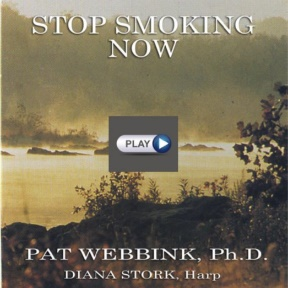 STOP SMOKING
NOW
PLAY
PAT WEBBINK, Ph.D.
DIANA STORK, Harp